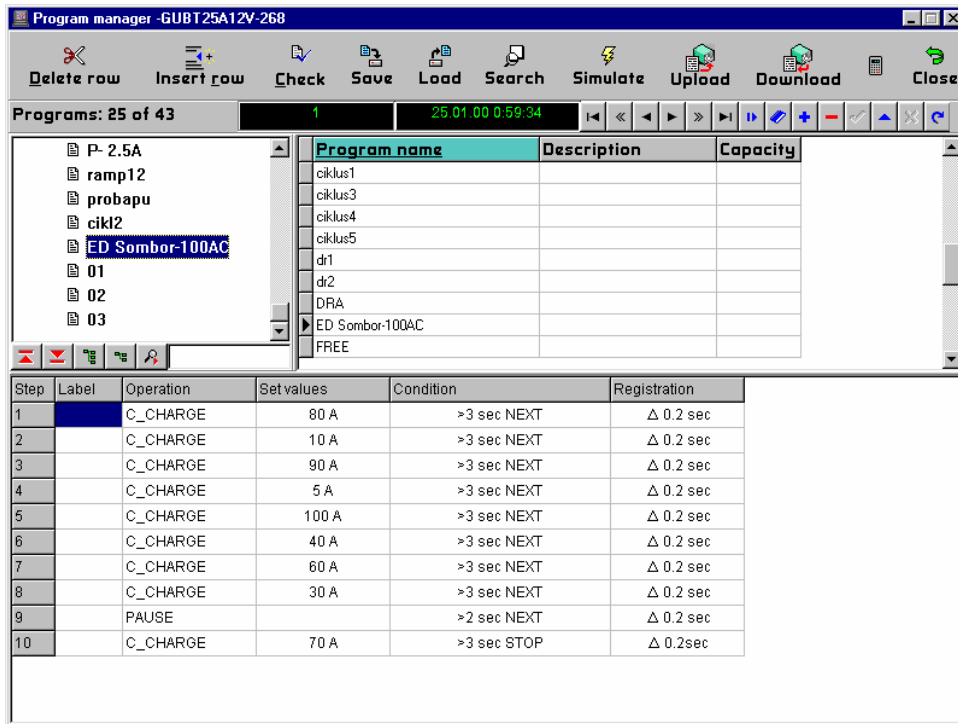 Program manager -GUBT25A12V-268
Delete row Insert row Check Save Load Search Simulate Upload Download Close
Programs: 25 of 43 1 25.01.00 0:59:34
P- 2.5A
ramp12
probapu
cikl2
ED Sombor-100AC
01
02
03
Program name Description Capacity
ciklus1
ciklus3
ciklus4
ciklus5
dr1
dr2
DRA
ED Sombor-100AC
FREE
Step Label Operation Set values Condition Registration
1 C_CHARGE 80 A >3 sec NEXT Δ 0.2 sec
2 C_CHARGE 10 A >3 sec NEXT Δ 0.2 sec
3 C_CHARGE 90 A >3 sec NEXT Δ 0.2 sec
4 C_CHARGE 5 A >3 sec NEXT Δ 0.2 sec
5 C_CHARGE 100 A >3 sec NEXT Δ 0.2 sec
6 C_CHARGE 40 A >3 sec NEXT Δ 0.2 sec
7 C_CHARGE 60 A >3 sec NEXT Δ 0.2 sec
8 C_CHARGE 30 A >3 sec NEXT Δ 0.2 sec
9 PAUSE >2 sec NEXT Δ 0.2 sec
10 C_CHARGE 70 A >3 sec STOP Δ 0.2sec